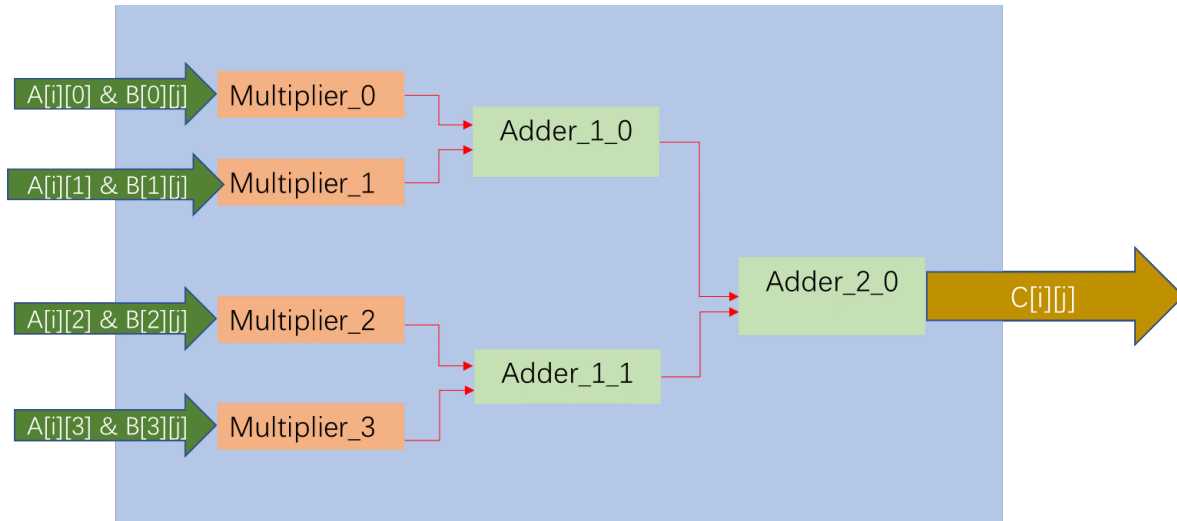 A[i][0] & B[0][j]
Multiplier_0
Adder_1_0
A[i][1] & B[1][j]
Multiplier_1
Adder_2_0
C[i][j]
A[i][2] & B[2][j]
Multiplier_2
Adder_1_1
A[i][3] & B[3][j]
Multiplier_3